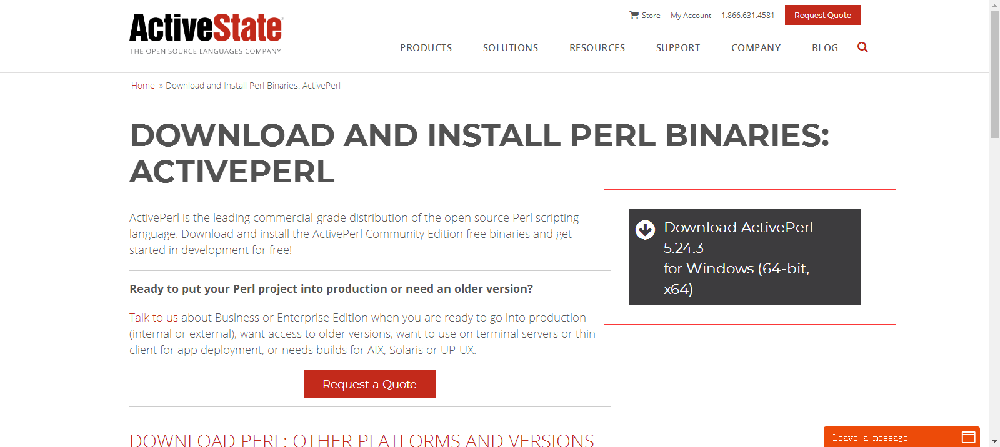 ActiveState
THE OPEN SOURCE LANGUAGES COMPANY
Store My Account 1.866.631.4581 Request Quote
PRODUCTS SOLUTIONS RESOURCES SUPPORT COMPANY BLOG
Home » Download and Install Perl Binaries: ActivePerl
DOWNLOAD AND INSTALL PERL BINARIES:
ACTIVEPERL
ActivePerl is the leading commercial-grade distribution of the open source Perl scripting
language. Download and install the ActivePerl Community Edition free binaries and get
started in development for free!
Download ActivePerl
5.24.3
for Windows (64-bit,
x64)
Ready to put your Perl project into production or need an older version?
Talk to us about Business or Enterprise Edition when you are ready to go into production
(internal or external), want access to older versions, want to use on terminal servers or thin
client for app deployment, or needs builds for AIX, Solaris or UP-UX.
Request a Quote
DOWNLOAD PERL: OTHER PLATFORMS AND VERSIONS
Leave a message